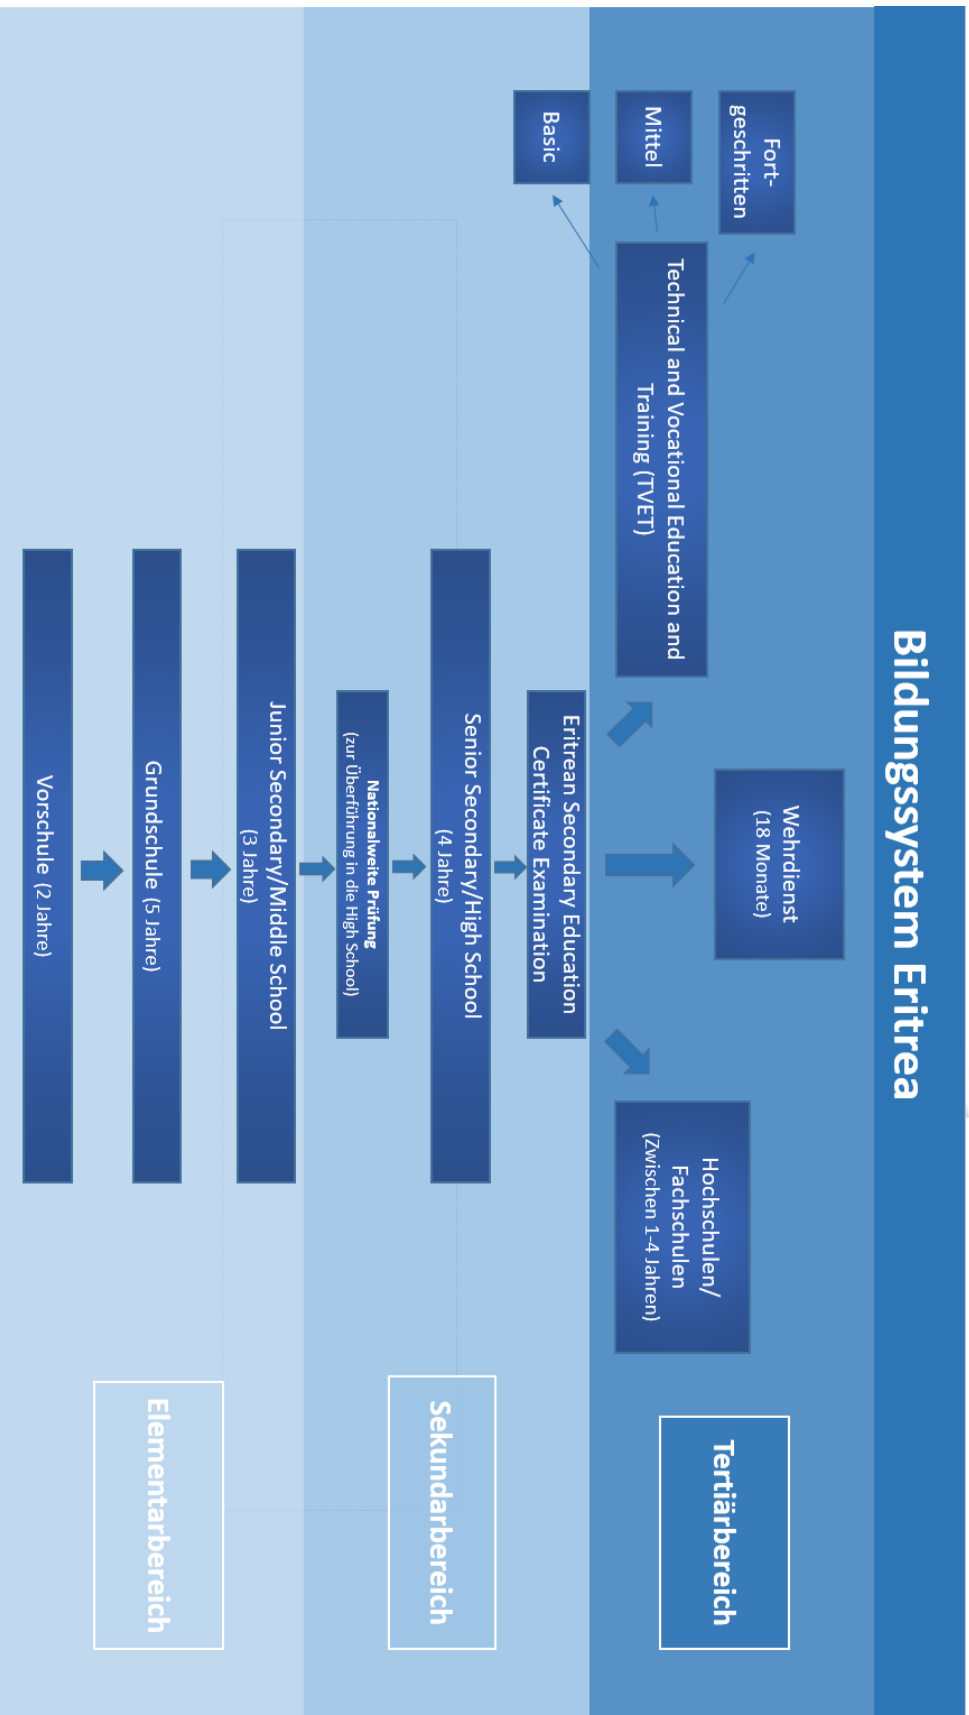 Bildungssystem Eritrea
Fort-
geschritten
Mittel
Basic
Technical and Vocational Education and
Training (TVET)
Wehrdienst
(18 Monate)
Hochschulen/
Fachschulen
(Zwischen 1-4 Jahren)
Tertiärbereich
Eritrean Secondary Education
Certificate Examination
Senior Secondary/High School
(4 Jahre)
Nationalweite Prüfung
(zur Überführung in die High School)
Sekundarbereich
Junior Secondary/Middle School
(3 Jahre)
Grundschule (5 Jahre)
Vorschule (2 Jahre)
Elementarbereich